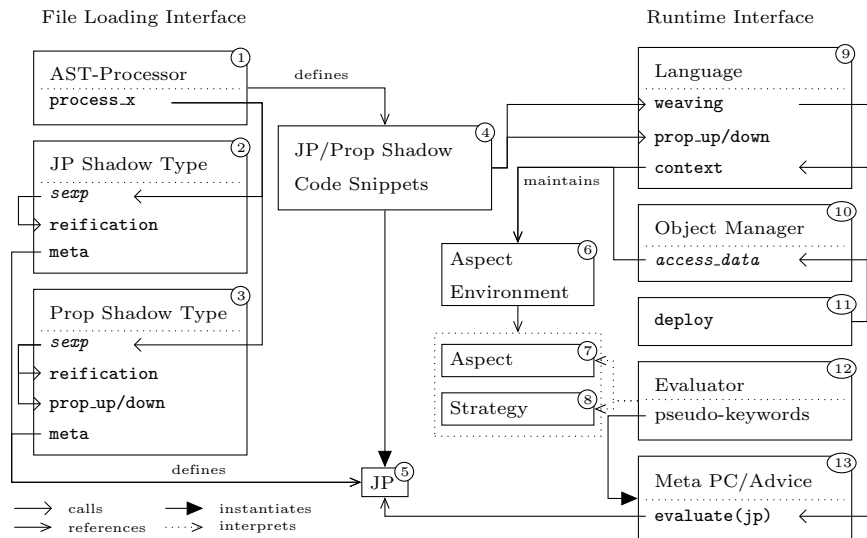 File Loading Interface
Runtime Interface
1
AST-Processor
process_x
defines
2
JP Shadow Type
sexp
reification
meta
3
Prop Shadow Type
sexp
reification
prop_up/down
meta
defines
4
JP/Prop Shadow
Code Snippets
maintains
6
Aspect
Environment
7
Aspect
8
Strategy
5
JP
9
Language
weaving
prop_up/down
context
10
Object Manager
access_data
11
deploy
12
Evaluator
pseudo-keywords
13
Meta PC/Advice
evaluate(jp)
calls
instantiates
references
interprets